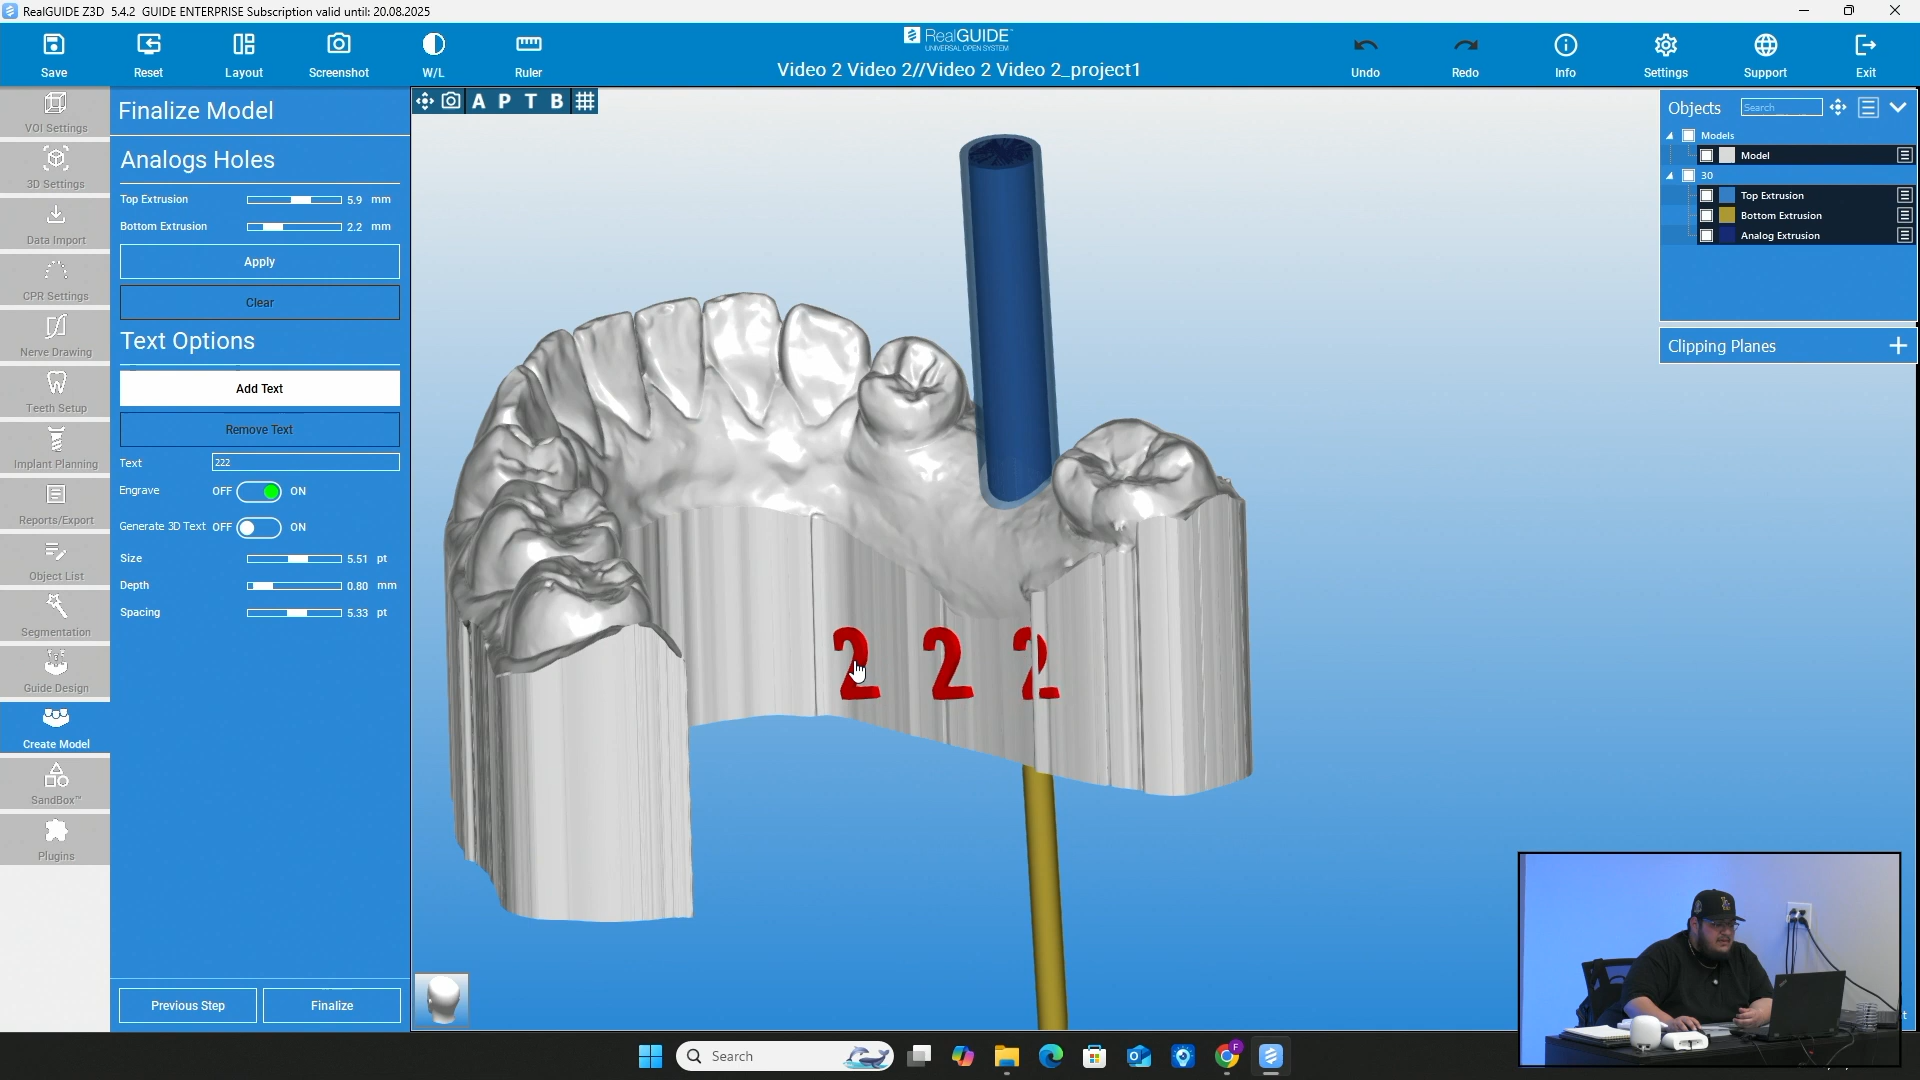 RealGUIDE Z3D 5.4.2 GUIDE ENTERPRISE Subscription valid until: 20.08.2025
Save
Reset
Layout
Screenshot
W/L
Ruler
RealGUIDE
UNIVERSAL OPEN SYSTEM
Video 2 Video 2//Video 2 Video 2_project1
Undo
Redo
Info
Settings
Support
Exit
VOI Settings
3D Settings
Data Import
CPR Settings
Nerve Drawing
Teeth Setup
Implant Planning
Reports/Export
Object List
Segmentation
Guide Design
Create Model
SandBox™
Plugins
Finalize Model
Analogs Holes
Top Extrusion 5.9 mm
Bottom Extrusion 2.2 mm
Apply
Clear
Text Options
Add Text
Remove Text
Text 222
Engrave OFF ON
Generate 3D Text OFF ON
Size 5.51 pt
Depth 0.80 mm
Spacing 5.33 pt
Previous Step
Finalize
A P T B
2 2 2
Objects
Search
Models
Model
30
Top Extrusion
Bottom Extrusion
Analog Extrusion
Clipping Planes
Search
F